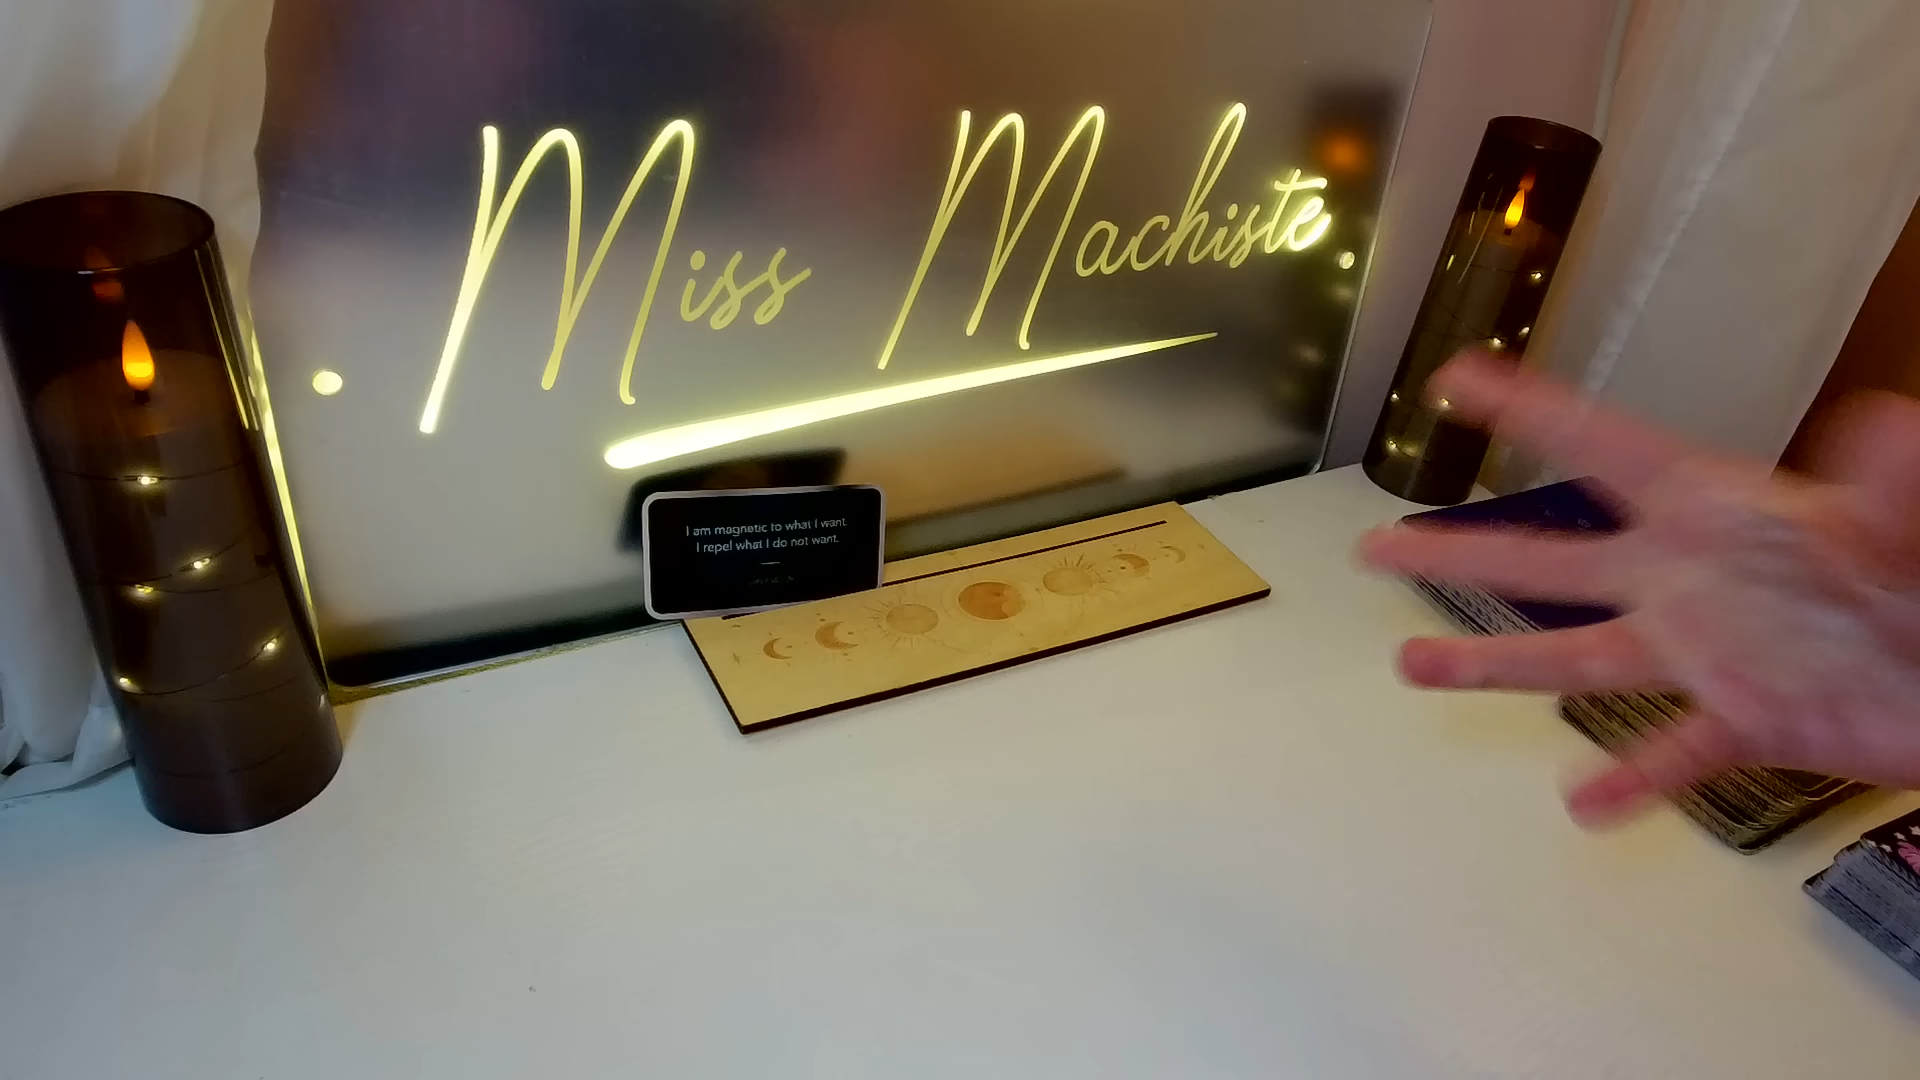 Miss Machiste
I am magnetic to what I want.
I repel what I do not want.